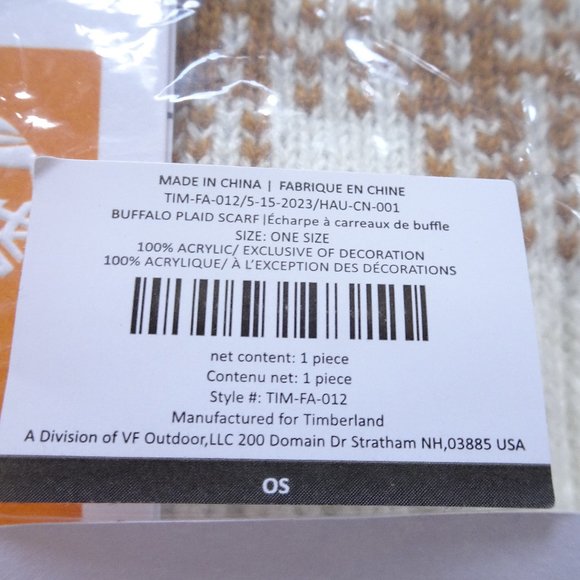 MADE IN CHINA | FABRIQUE EN CHINE
TIM-FA-012/5-15-2023/HAU-CN-001
BUFFALO PLAID SCARF|Écharpe à carreaux de buffle
SIZE: ONE SIZE
100% ACRYLIC/ EXCLUSIVE OF DECORATION
100% ACRYLIQUE/ À L'EXCEPTION DES DÉCORATIONS
net content: 1 piece
Contenu net: 1 piece
Style #: TIM-FA-012
Manufactured for Timberland
A Division of VF Outdoor,LLC 200 Domain Dr Stratham NH,03885 USA
OS